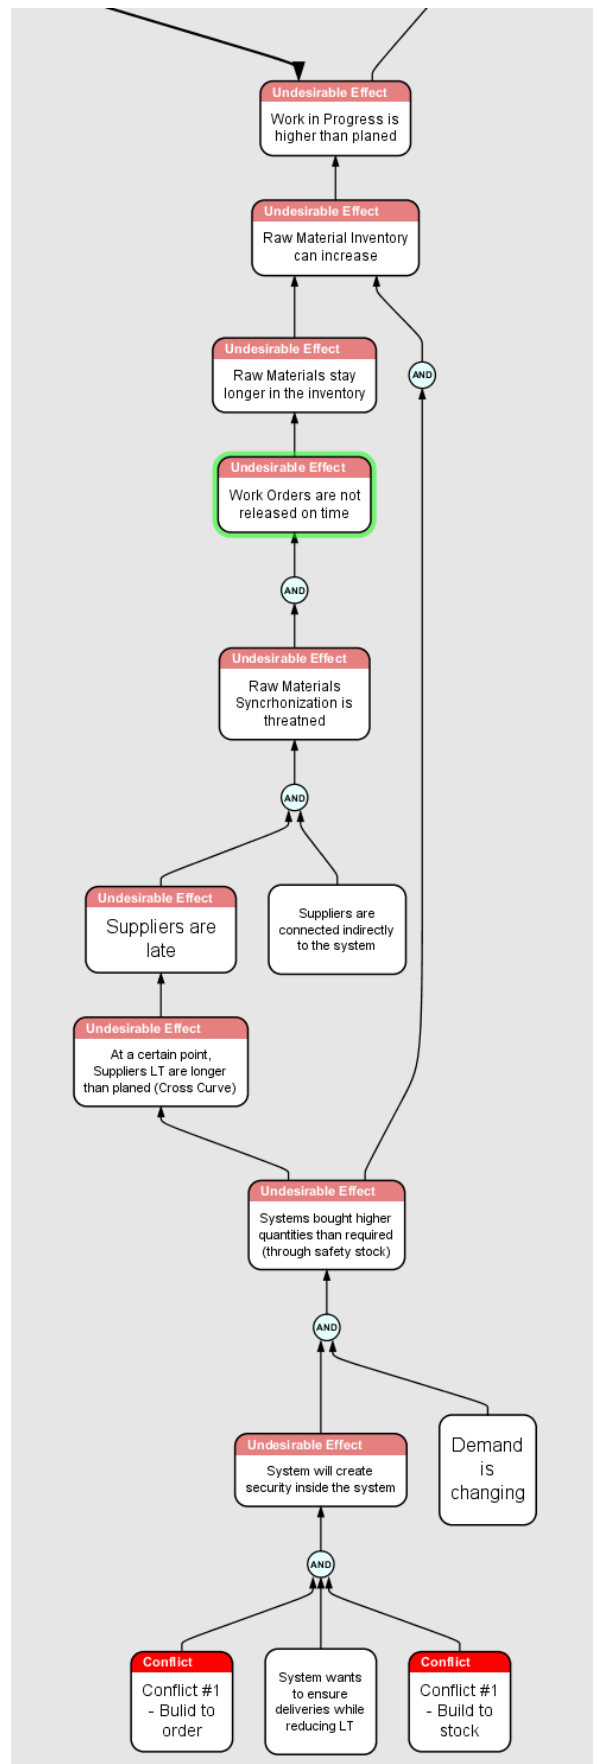 Undesirable Effect
Work in Progress is
higher than planed
Undesirable Effect
Raw Material Inventory
can increase
Undesirable Effect
Raw Materials stay
longer in the inventory
AND
Undesirable Effect
Work Orders are not
released on time
AND
Undesirable Effect
Raw Materials
Syncrhonization is
threatned
AND
Undesirable Effect
Suppliers are
late
Suppliers are
connected indirectly
to the system
Undesirable Effect
At a certain point,
Suppliers LT are longer
than planed (Cross Curve)
Undesirable Effect
Systems bought higher
quantities than required
(through safety stock)
AND
Undesirable Effect
System will create
security inside the system
Demand
is
changing
AND
Conflict
Conflict #1
- Bulid to
order
System wants
to ensure
deliveries while
reducing LT
Conflict
Conflict #1
- Build to
stock